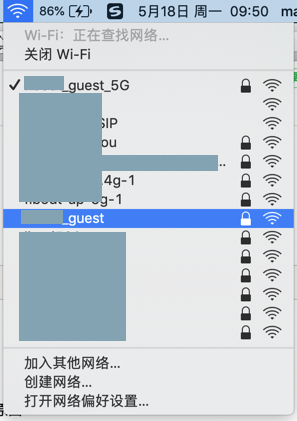 86% 5月18日 周一 09:50 ma
Wi-Fi：正在查找网络...
关闭 Wi-Fi
_guest_5G
SIP
ou
..
.4g-1
_guest
加入其他网络...
创建网络...
打开网络偏好设置...